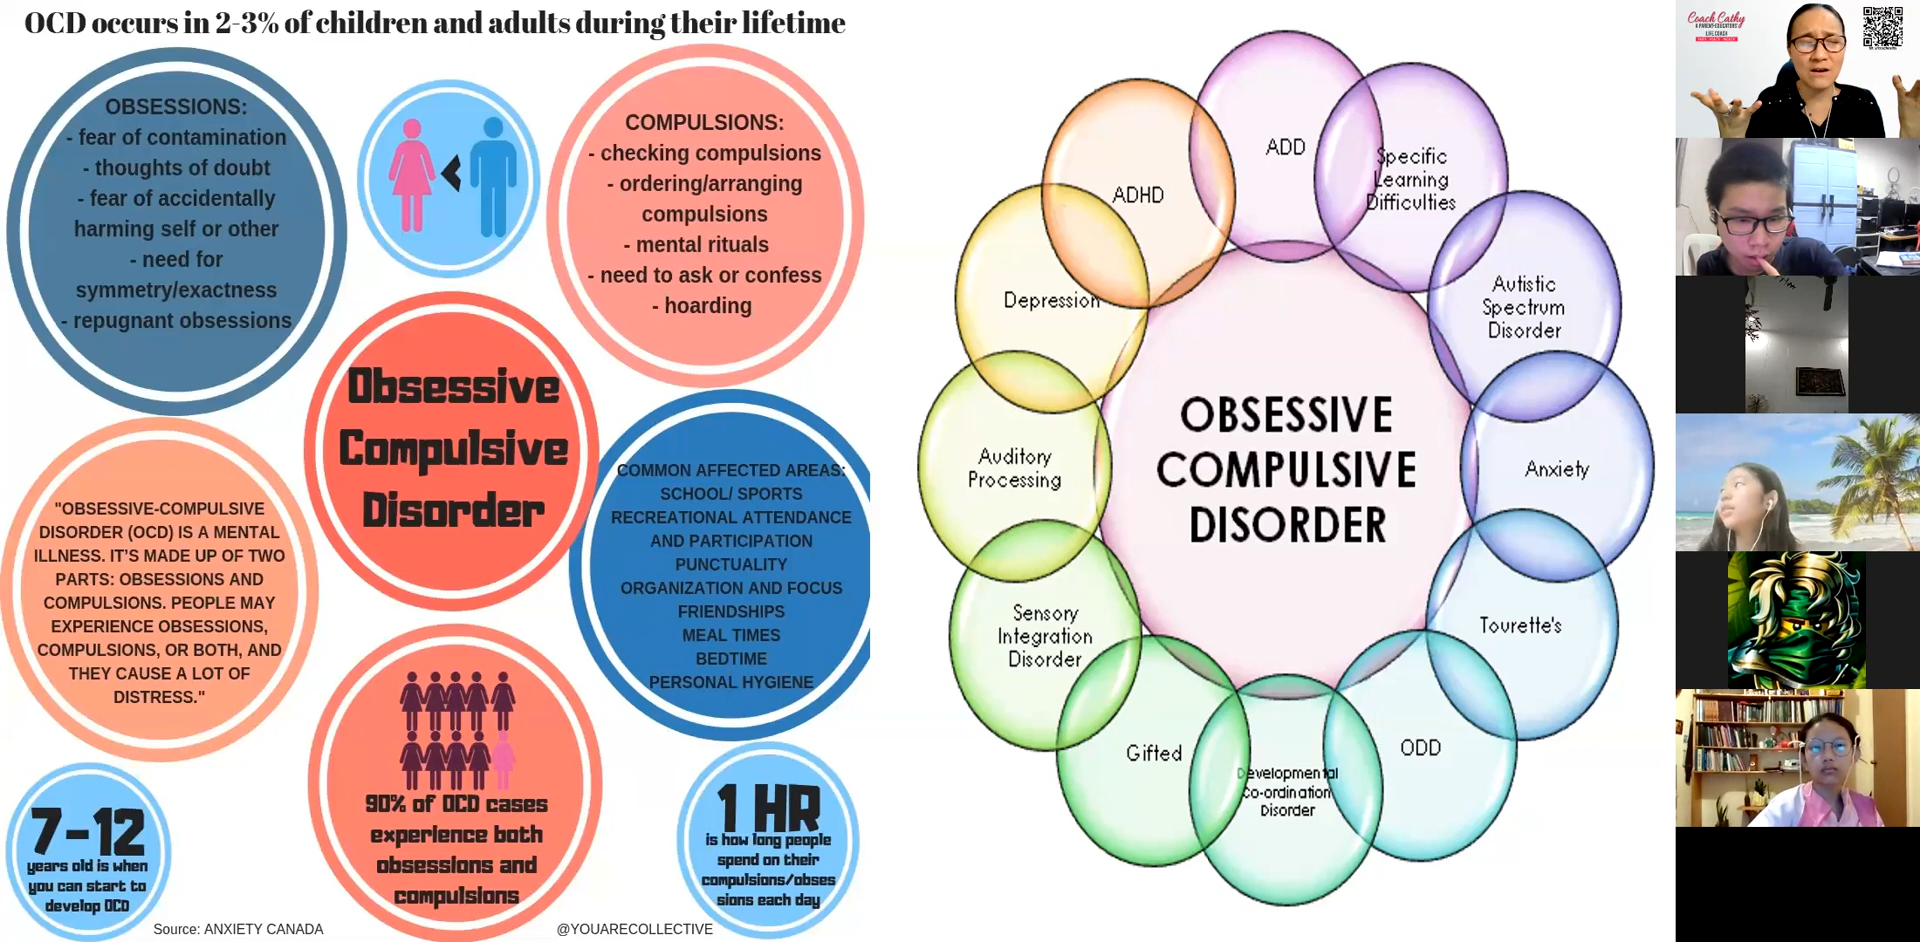 OCD occurs in 2-3% of children and adults during their lifetime
OBSESSIONS:
- fear of contamination
- thoughts of doubt
- fear of accidentally
harming self or other
- need for
symmetry/exactness
- repugnant obsessions
COMPULSIONS:
- checking compulsions
- ordering/arranging
compulsions
- mental rituals
- need to ask or confess
- hoarding
Obsessive
Compulsive
Disorder
"OBSESSIVE-COMPULSIVE
DISORDER (OCD) IS A MENTAL
ILLNESS. IT'S MADE UP OF TWO
PARTS: OBSESSIONS AND
COMPULSIONS. PEOPLE MAY
EXPERIENCE OBSESSIONS,
COMPULSIONS, OR BOTH, AND
THEY CAUSE A LOT OF
DISTRESS."
COMMON AFFECTED AREAS:
SCHOOL/ SPORTS
RECREATIONAL ATTENDANCE
AND PARTICIPATION
PUNCTUALITY
ORGANIZATION AND FOCUS
FRIENDSHIPS
MEAL TIMES
BEDTIME
PERSONAL HYGIENE
7-12
years old is when
you can start to
develop OCD
90% of OCD cases
experience both
obsessions and
compulsions
1 HR
is how long people
spend on their
compulsions/obses
sions each day
Source: ANXIETY CANADA
@YOUARECOLLECTIVE
ADD
Specific
Learning
Difficulties
Autistic
Spectrum
Disorder
Anxiety
Tourette's
ODD
Developmental
Co-ordination
Disorder
Gifted
Sensory
Integration
Disorder
Auditory
Processing
Depression
ADHD
OBSESSIVE
COMPULSIVE
DISORDER
Coach Cathy
A PARENT-EDUCATORS
LIFE COACH